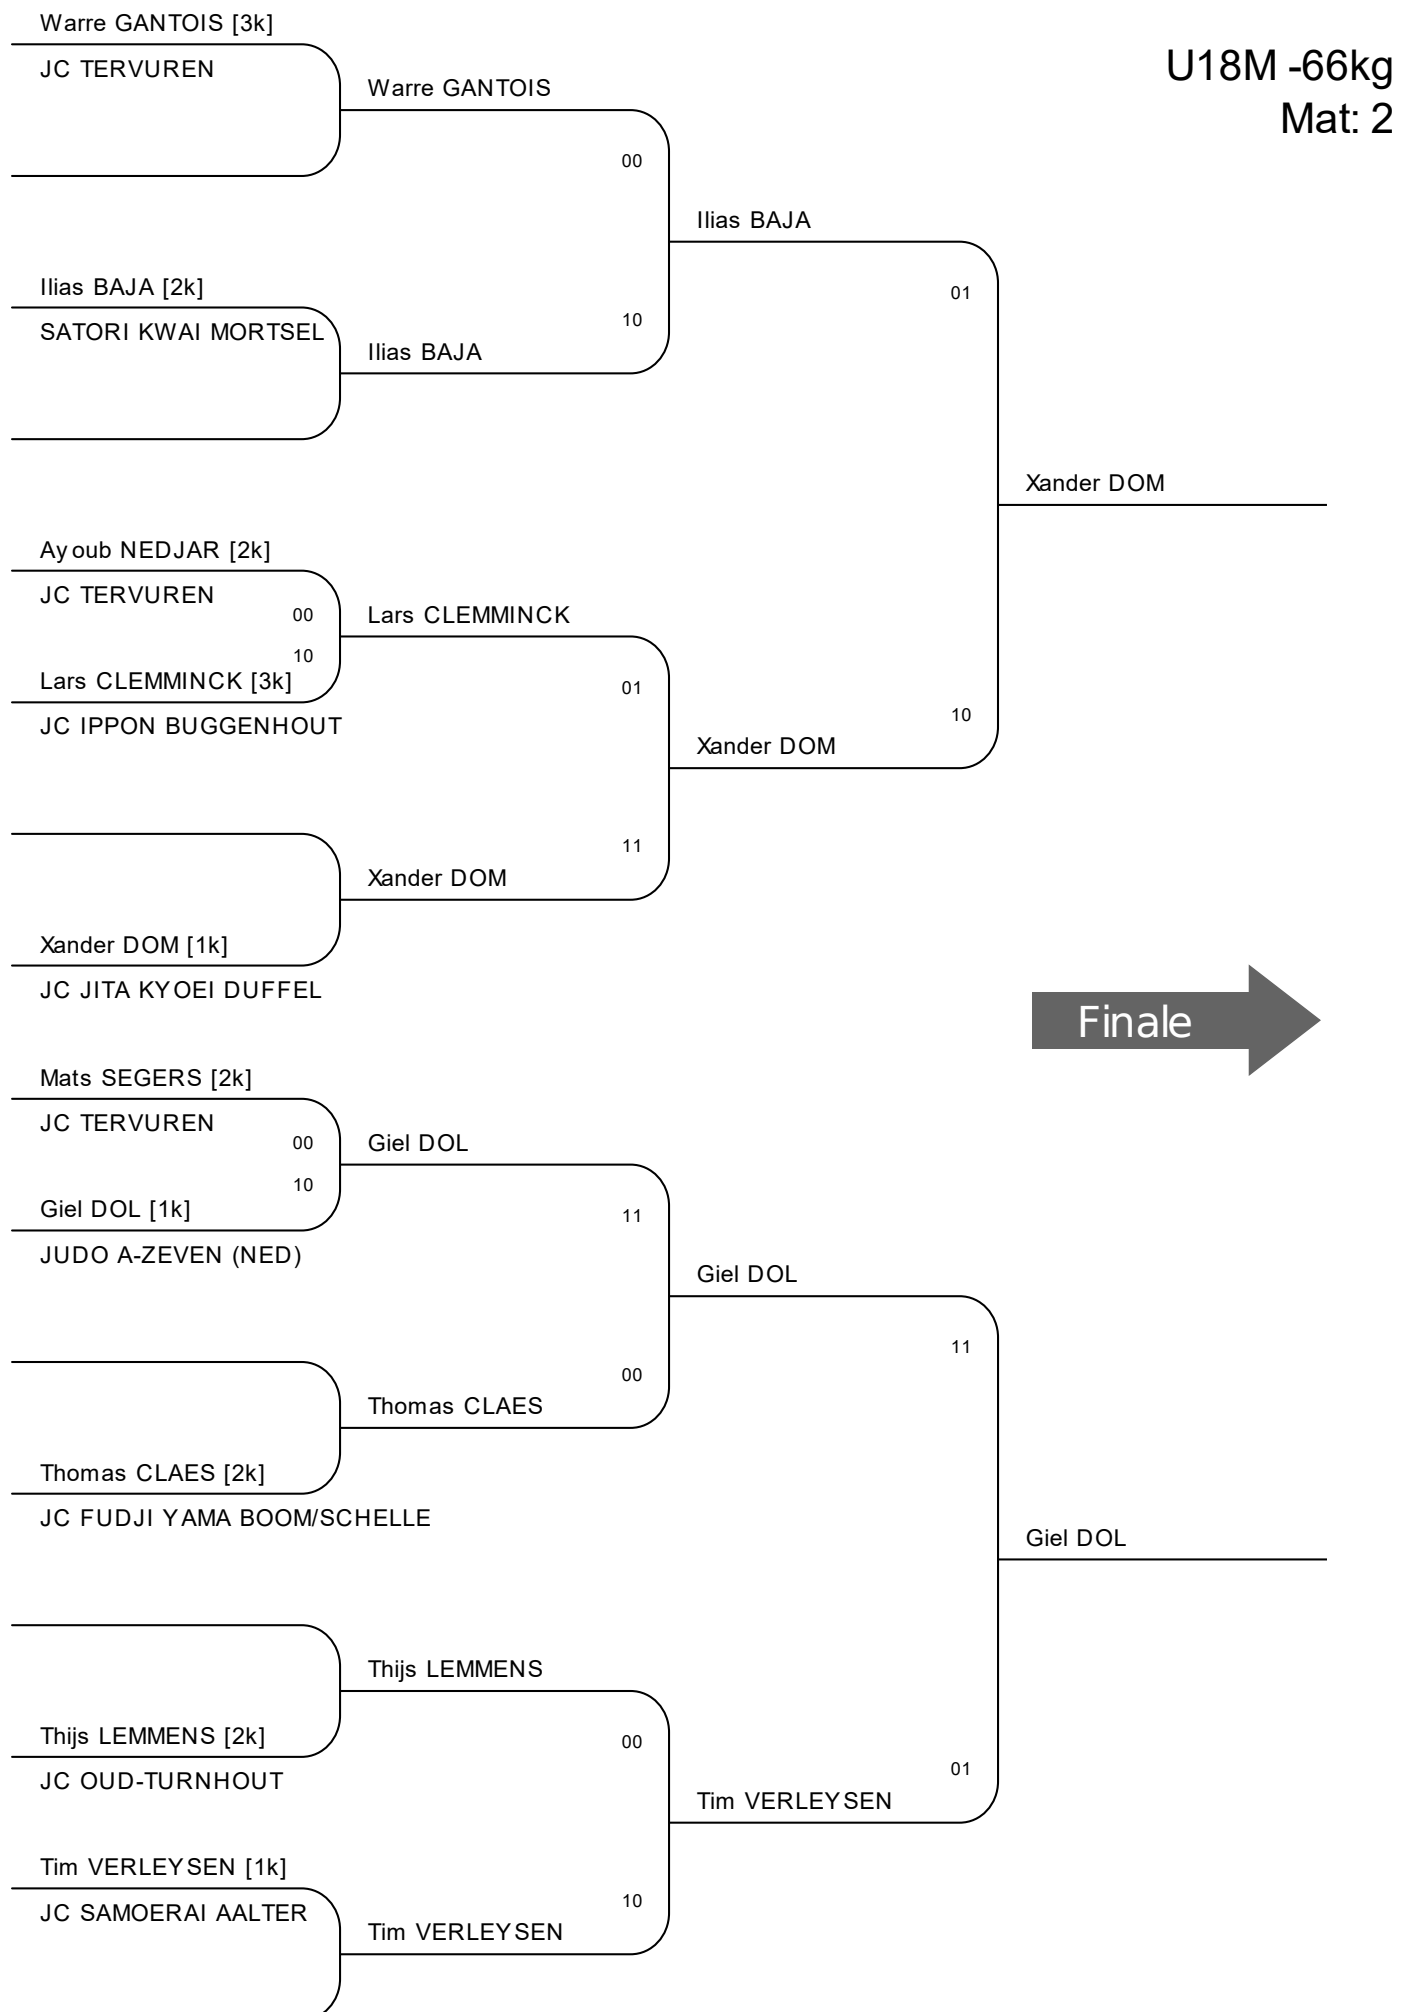 Warre GANTOIS [3k]
JC TERVUREN
Warre GANTOIS
U18M -66kg
Mat: 2
00
Ilias BAJA
Ilias BAJA [2k]
01
SATORI KWAI MORTSEL
10
Ilias BAJA
Xander DOM
Ayoub NEDJAR [2k]
JC TERVUREN
00
Lars CLEMMINCK
10
Lars CLEMMINCK [3k]
01
JC IPPON BUGGENHOUT
10
Xander DOM
11
Xander DOM
Xander DOM [1k]
JC JITA KYOEI DUFFEL
Finale
Mats SEGERS [2k]
JC TERVUREN
00
Giel DOL
10
Giel DOL [1k]
11
JUDO A-ZEVEN (NED)
Giel DOL
11
00
Thomas CLAES
Thomas CLAES [2k]
JC FUDJI YAMA BOOM/SCHELLE
Giel DOL
Thijs LEMMENS
Thijs LEMMENS [2k]
00
JC OUD-TURNHOUT
01
Tim VERLEYSEN
Tim VERLEYSEN [1k]
JC SAMOERAI AALTER
10
Tim VERLEYSEN